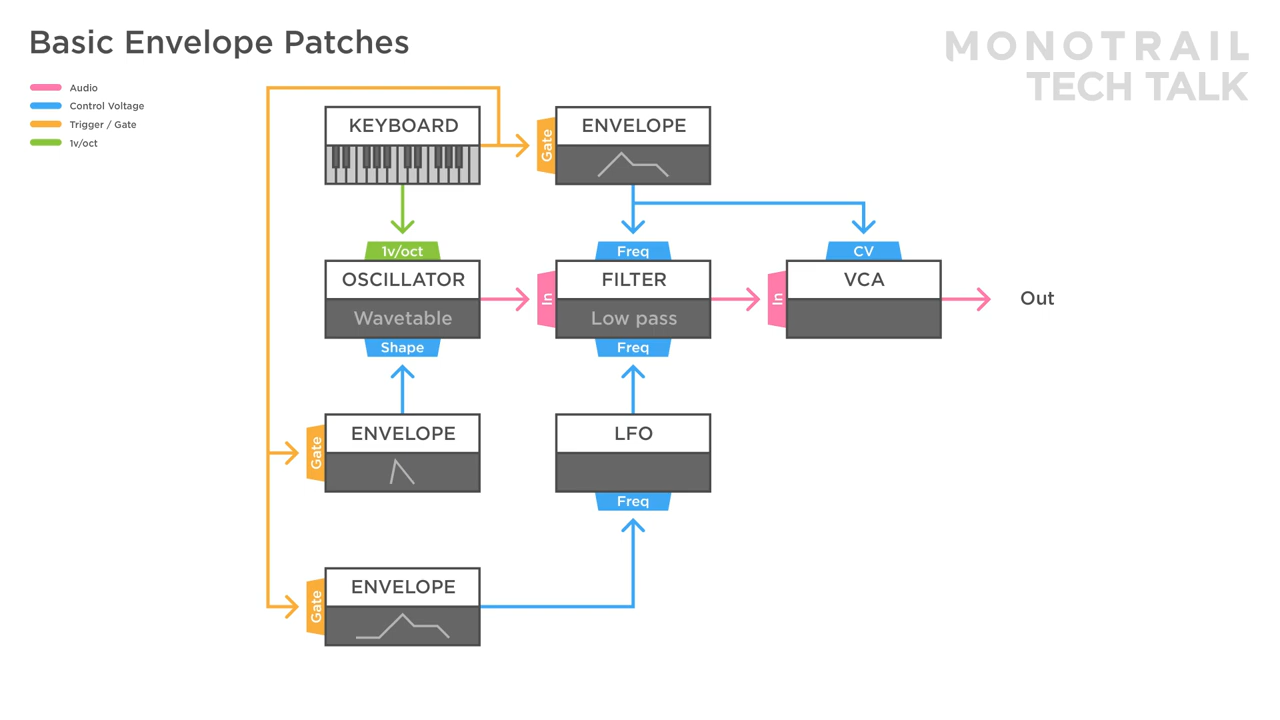 Basic Envelope Patches
MONOTRAIL
TECH TALK
Audio
Control Voltage
Trigger / Gate
1v/oct
KEYBOARD
Gate
ENVELOPE
1v/oct
Freq
CV
OSCILLATOR
Wavetable
In
FILTER
Low pass
In
VCA
Out
Shape
Freq
Gate
ENVELOPE
LFO
Freq
Gate
ENVELOPE